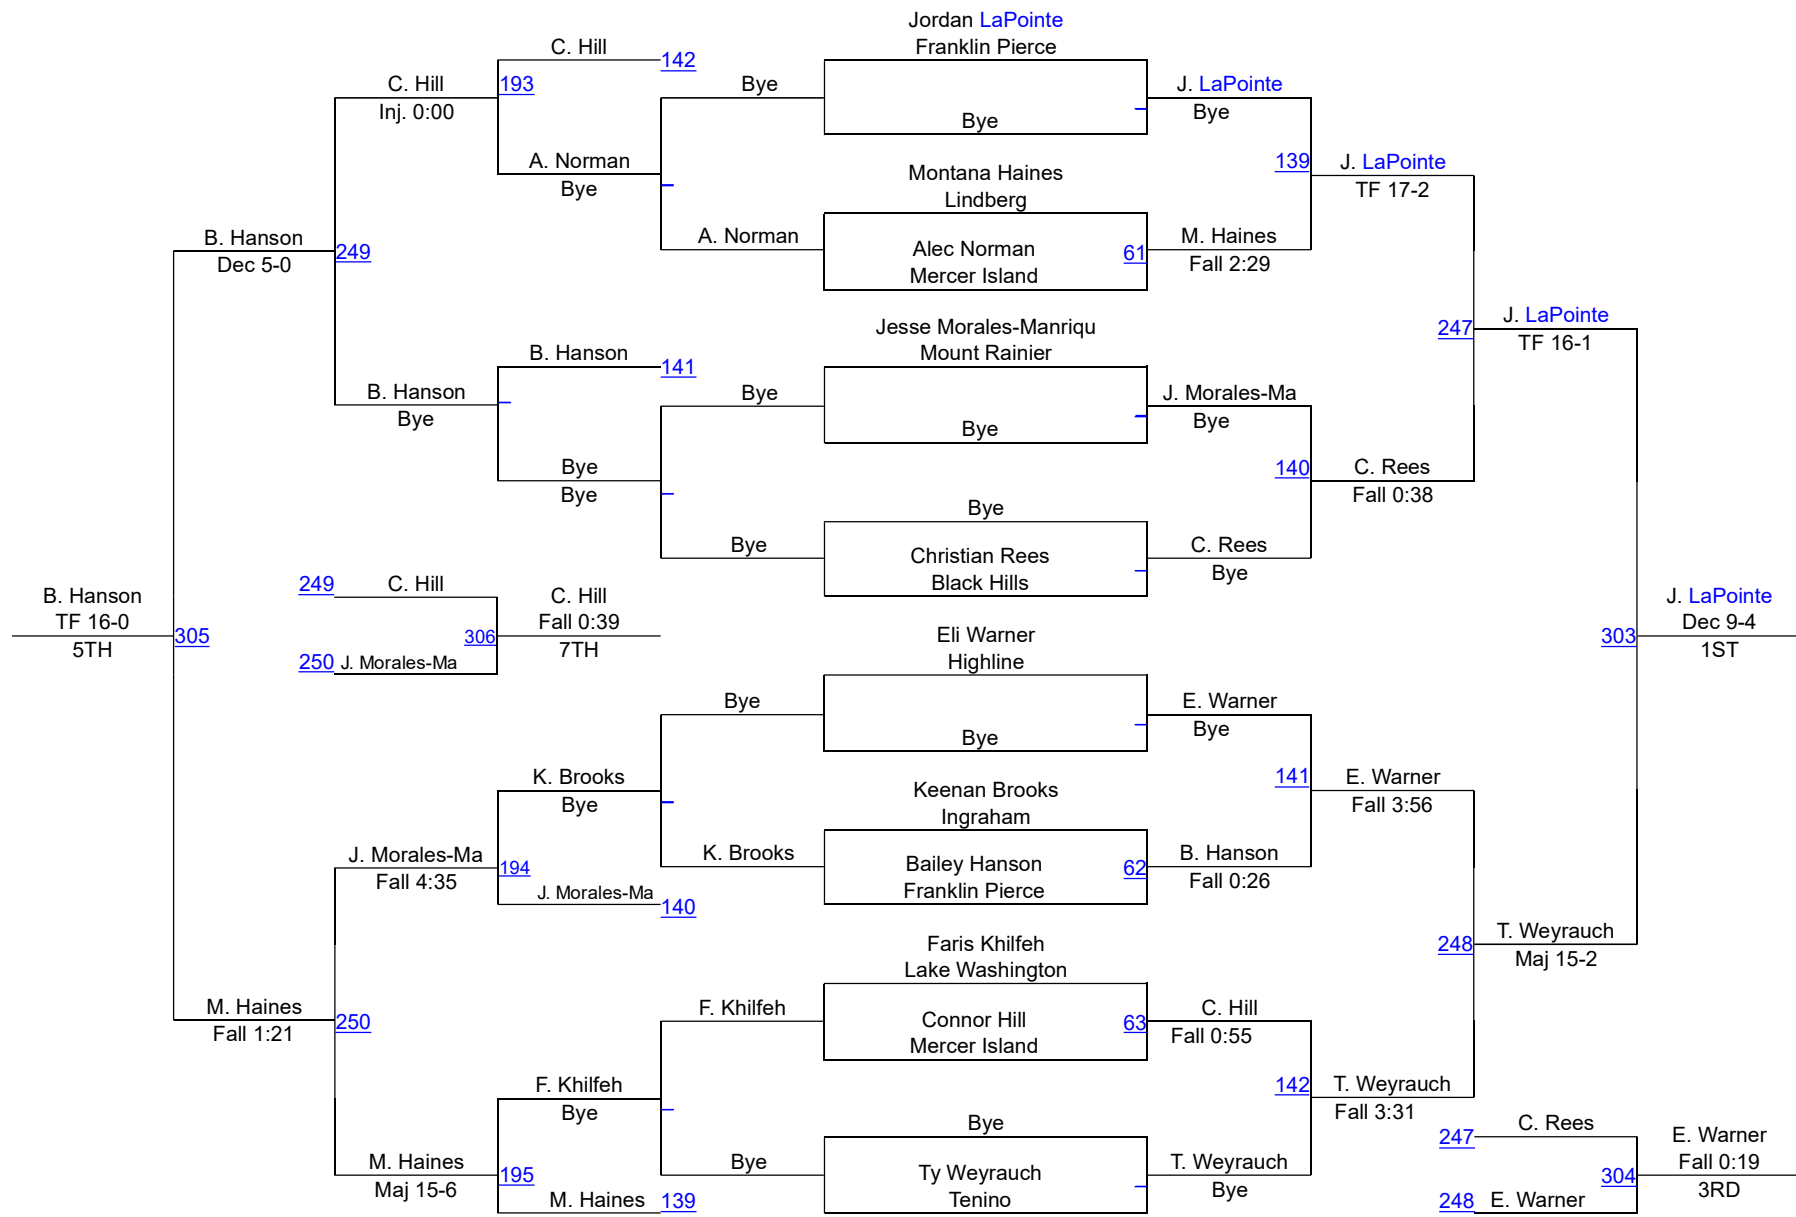 Jordan LaPointe
Franklin Pierce
C. Hill
142
C. Hill
193
Bye
J. LaPointe
Inj. 0:00
Bye
Bye
A. Norman
139
J. LaPointe
Bye
Montana Haines
TF 17-2
Lindberg
B. Hanson
A. Norman
M. Haines
249
Alec Norman
61
Dec 5-0
Mercer Island
Fall 2:29
Jesse Morales-Manriqu
J. LaPointe
247
B. Hanson
Mount Rainier
TF 16-1
141
B. Hanson
Bye
J. Morales-Ma
Bye
Bye
Bye
Bye
140
C. Rees
Bye
Fall 0:38
Bye
Bye
Christian Rees
C. Rees
249
C. Hill
Black Hills
Bye
B. Hanson
C. Hill
J. LaPointe
TF 16-0
305
306
Fall 0:39
Eli Warner
303
Dec 9-4
5TH
250
J. Morales-Ma
7TH
Highline
1ST
Bye
E. Warner
Bye
Bye
K. Brooks
141
E. Warner
Bye
Keenan Brooks
Fall 3:56
Ingraham
J. Morales-Ma
194
K. Brooks
Bailey Hanson
62
B. Hanson
Fall 4:35
J. Morales-Ma
140
Franklin Pierce
Fall 0:26
Faris Khilfeh
248
T. Weyrauch
Lake Washington
Maj 15-2
M. Haines
250
F. Khilfeh
Connor Hill
63
C. Hill
Fall 1:21
Mercer Island
Fall 0:55
F. Khilfeh
142
T. Weyrauch
Bye
Fall 3:31
Bye
247
C. Rees
M. Haines
195
Bye
Ty Weyrauch
T. Weyrauch
304
E. Warner
Maj 15-6
M. Haines
139
Tenino
Bye
248
E. Warner
Fall 0:19
3RD